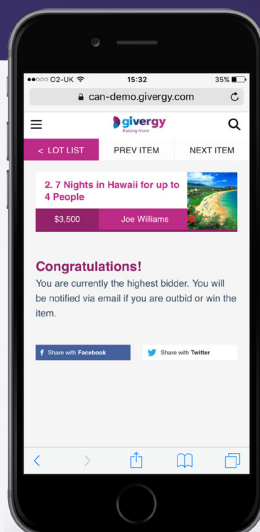 O2-UK 15:32 35%
can-demo.givergy.com
givergy
Raising more
< LOT LIST PREV ITEM NEXT ITEM
2. 7 Nights in Hawaii for up to
4 People
$3,500 Joe Williams
Congratulations!
You are currently the highest bidder. You will
be notified via email if you are outbid or win the
item.
f Share with Facebook Share with Twitter